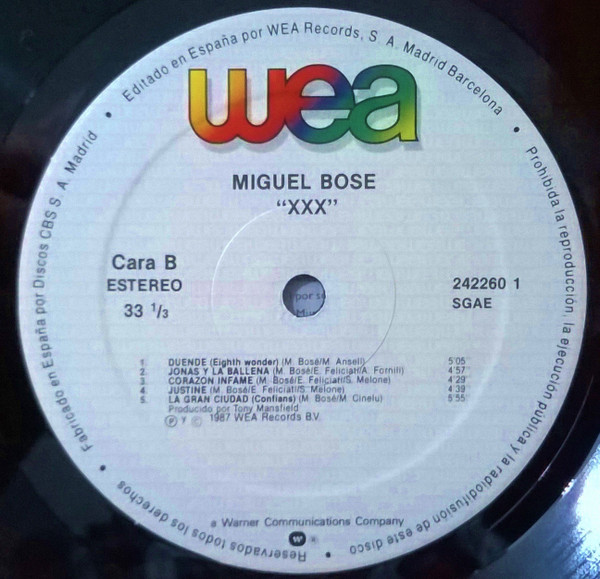 Editado en España por WEA Records, S. A. Madrid Barcelona
Prohibida la reproducción, la ejecución pública y la radiodifusión de este disco
Reservados todos los derechos
Fabricado en España por Discos CBS S. A. Madrid
wea
MIGUEL BOSE
“XXX”
Cara B
ESTEREO
33 1/3
242260 1
SGAE
por
1. DUENDE (Eighth wonder) (M. Bosé/M. Ansell) 5'05
2. JONAS Y LA BALLENA (M. Bosé/E. Feliciati/A. Fornili) 4'57
3. CORAZON INFAME (M. Bosé/E. Feliciati/S. Melone) 4'29
4. JUSTINE (M. Bosé/E. Feliciati/S. Melone) 4'39
5. LA GRAN CIUDAD (Confians) (M. Bosé/M. Cinelu) 5'55
Producido por Tony Mansfield
Ⓟ y © 1987 WEA Records B.V.
a Warner Communications Company